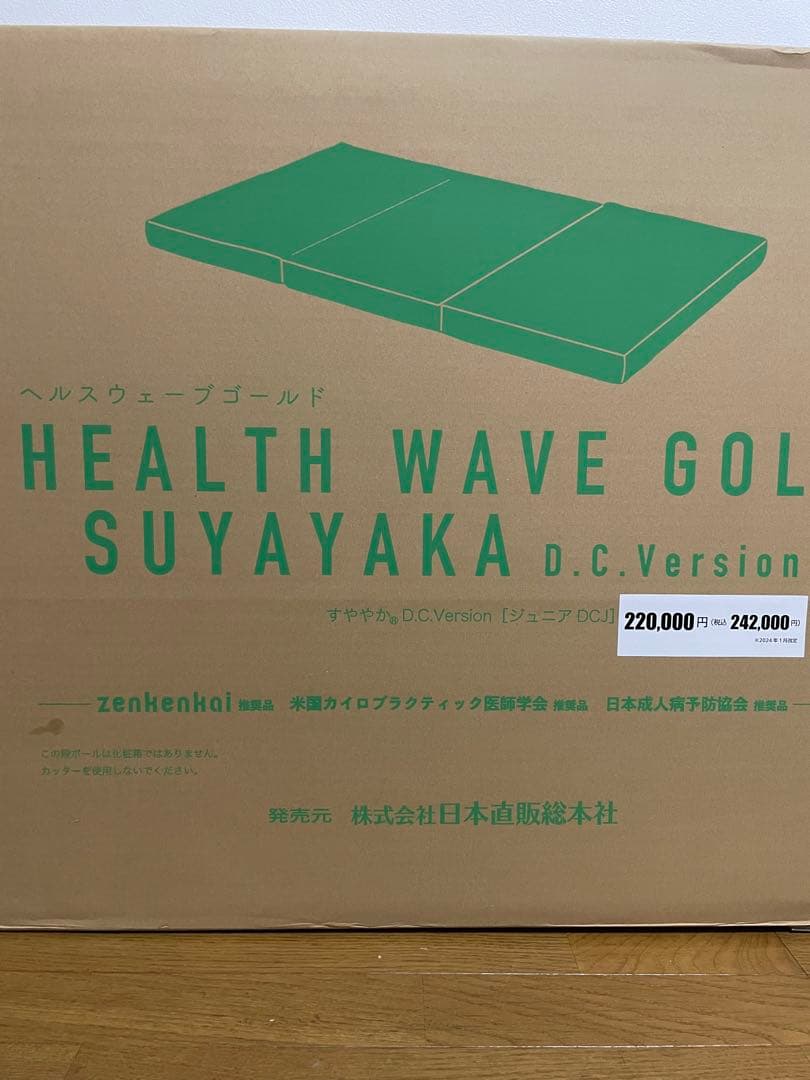 ヘルスウェーブゴールド
HEALTH WAVE GOL
SUYAYAKA D.C.Version
すややか® D.C.Version［ジュニア DCJ］
220,000円(税込 242,000円)
※2024年1月改定
zenkenkai 推奨品 米国カイロプラクティック医師学会 推奨品 日本成人病予防協会 推奨品
この段ボールは化粧箱ではありません。
カッターを使用しないでください。
発売元 株式会社日本直販総本社